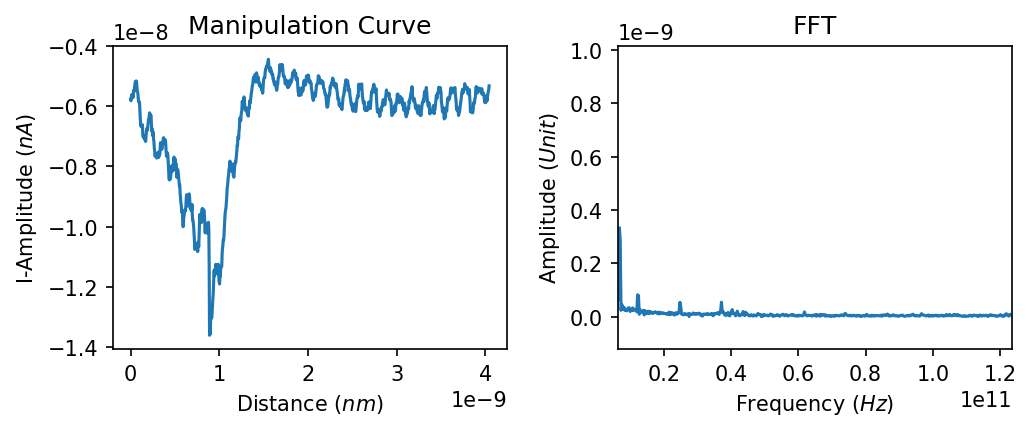 Manipulation Curve
1e−8
−0.4
−0.6
−0.8
−1.0
−1.2
−1.4
I-Amplitude (nA)
0 1 2 3 4
1e−9
Distance (nm)
FFT
1e−9
1.0
0.8
0.6
0.4
0.2
0.0
Amplitude (Unit)
0.2 0.4 0.6 0.8 1.0 1.2
1e11
Frequency (Hz)